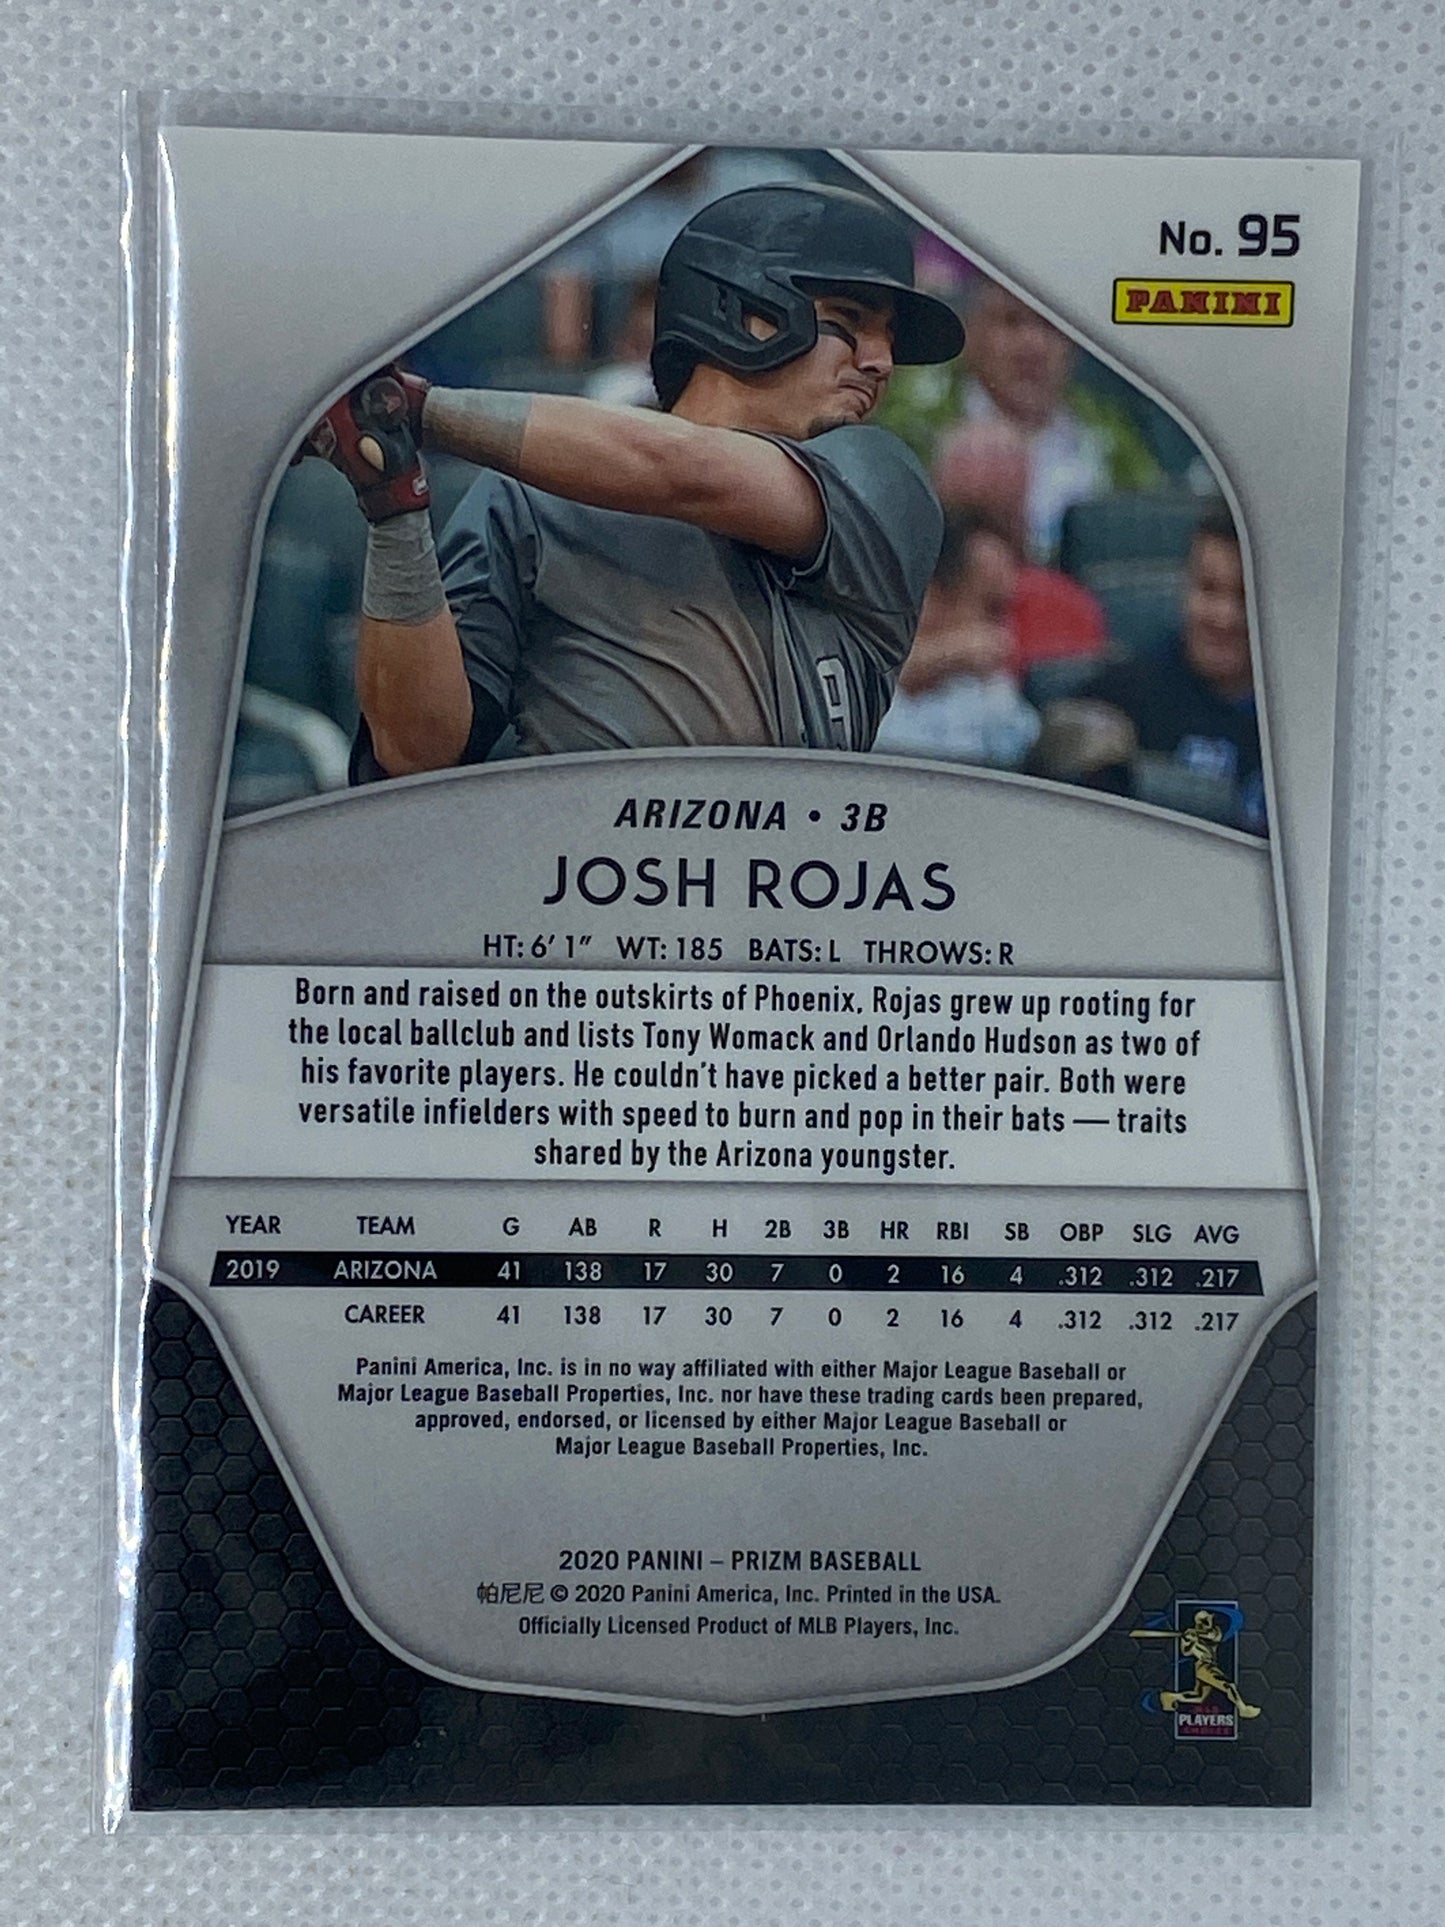 No. 95
PANINI
ARIZONA • 3B
JOSH ROJAS
HT: 6' 1" WT: 185 BATS: L THROWS: R
Born and raised on the outskirts of Phoenix, Rojas grew up rooting for
the local ballclub and lists Tony Womack and Orlando Hudson as two of
his favorite players. He couldn't have picked a better pair. Both were
versatile infielders with speed to burn and pop in their bats — traits
shared by the Arizona youngster.
YEAR TEAM G AB R H 2B 3B HR RBI SB OBP SLG AVG
2019 ARIZONA 41 138 17 30 7 0 2 16 4 .312 .312 .217
CAREER 41 138 17 30 7 0 2 16 4 .312 .312 .217
Panini America, Inc. is in no way affiliated with either Major League Baseball or
Major League Baseball Properties, Inc. nor have these trading cards been prepared,
approved, endorsed, or licensed by either Major League Baseball or
Major League Baseball Properties, Inc.
2020 PANINI – PRIZM BASEBALL
帕尼尼 © 2020 Panini America, Inc. Printed in the USA.
Officially Licensed Product of MLB Players, Inc.
PLAYERS
CHOICE